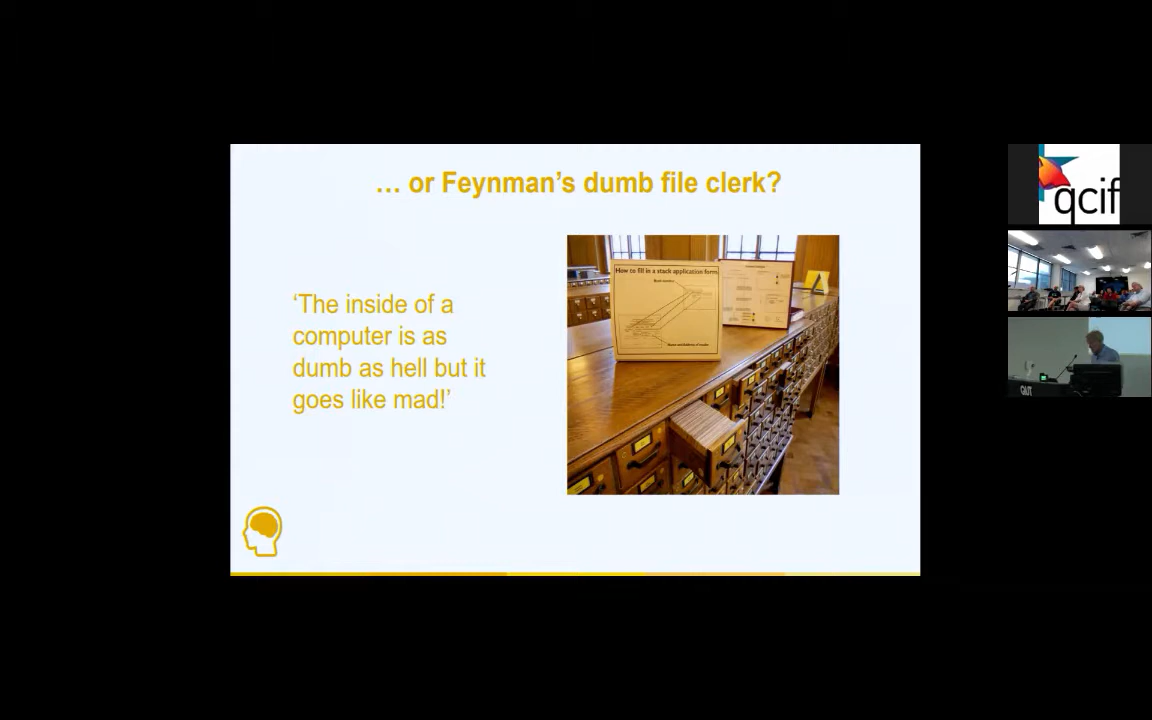 … or Feynman's dumb file clerk?
‘The inside of a
computer is as
dumb as hell but it
goes like mad!’
How to fill in a stack application form
qcif
QUT